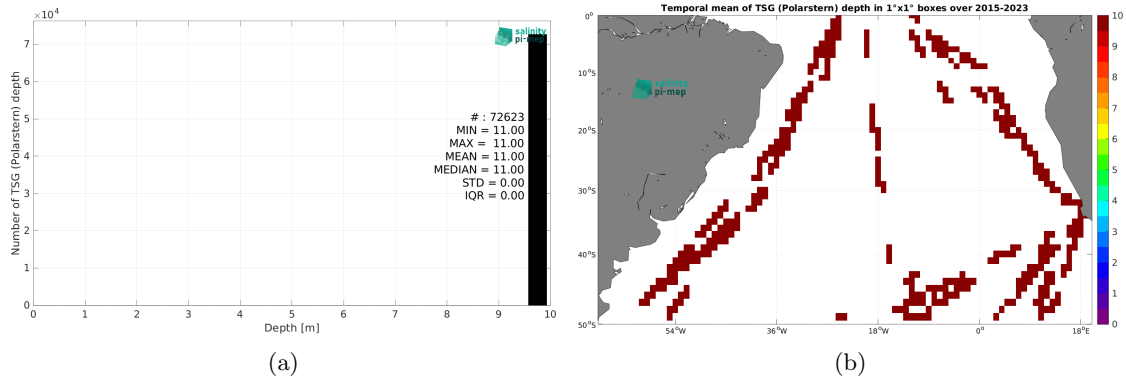 ×10⁴
7
6
5
4
3
2
1
0
Number of TSG (Polarstern) depth
salinity
pi-mep
# : 72623
MIN = 11.00
MAX = 11.00
MEAN = 11.00
MEDIAN = 11.00
STD = 0.00
IQR = 0.00
0 1 2 3 4 5 6 7 8 9 10
Depth [m]
(a)
Temporal mean of TSG (Polarstern) depth in 1°x1° boxes over 2015-2023
0°
10°S
20°S
30°S
40°S
50°S
salinity
pi-mep
54°W 36°W 18°W 0° 18°E
10
9
8
7
6
5
4
3
2
1
0
(b)